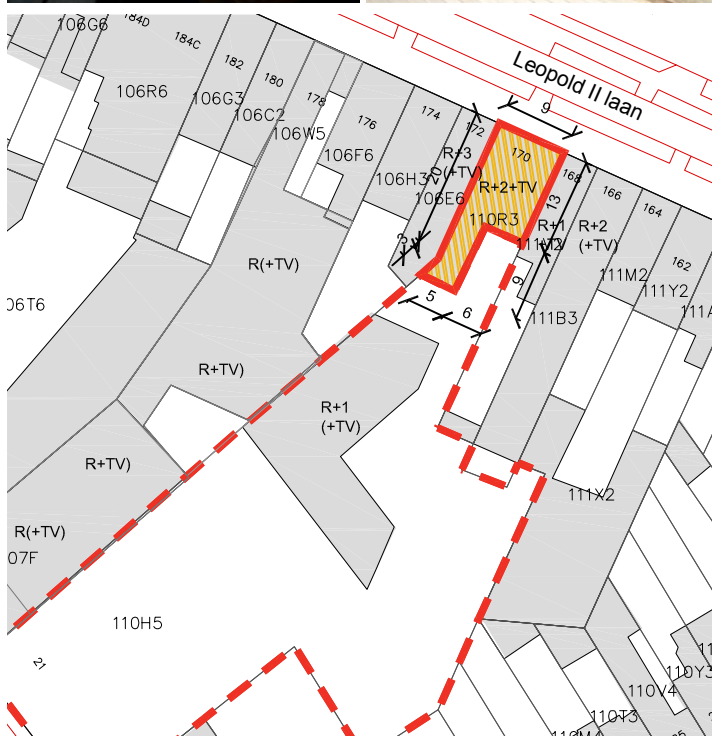 106G6
184D
184C
182
180
178
176
174
172
170
168
166
164
162
Leopold II laan
9
106R6
106G3
106C2
106W5
106F6
106H3
R+3
(+TV)
106E6
20
R+2+TV
110R3
13
R+1
R+2
(+TV)
3
5
6
9
111M2
111Y2
111B3
R(+TV)
06T6
R+TV)
R+1
(+TV)
R+TV)
R(+TV)
07F
111X2
110H5
21
110Y3
110V4
110T3